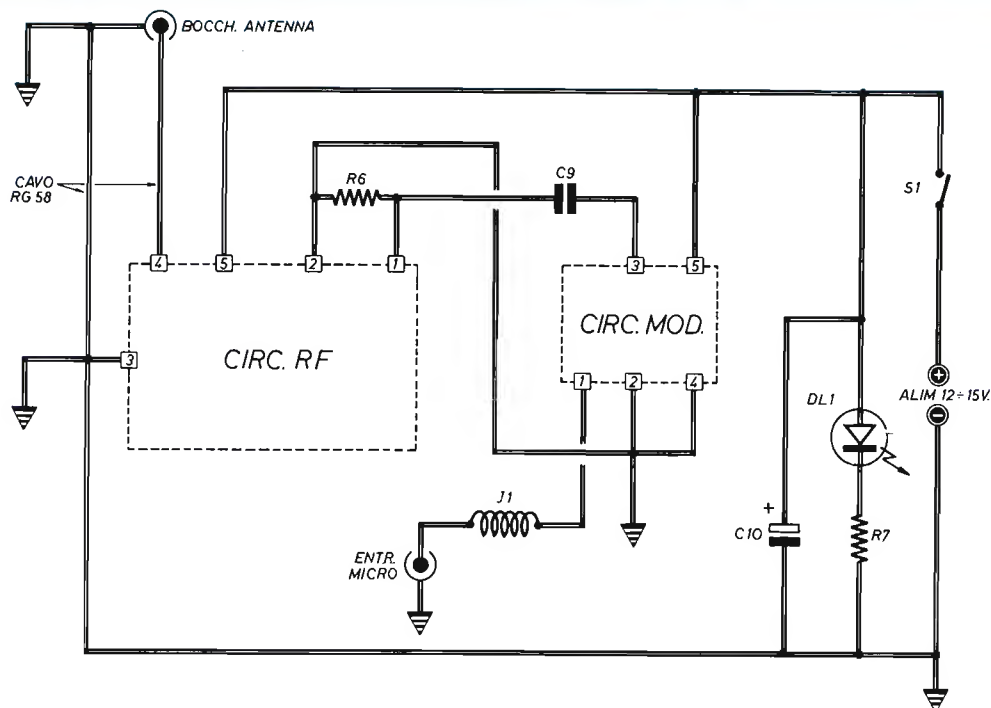 BOCCH. ANTENNA
CAVO
RG 58
R6
C9
S1
4
5
2
1
3
5
CIRC. RF
CIRC. MOD.
3
1
2
4
DL1
+
ALIM 12÷15V.
-
J1
+
C10
R7
ENTR.
MICRO